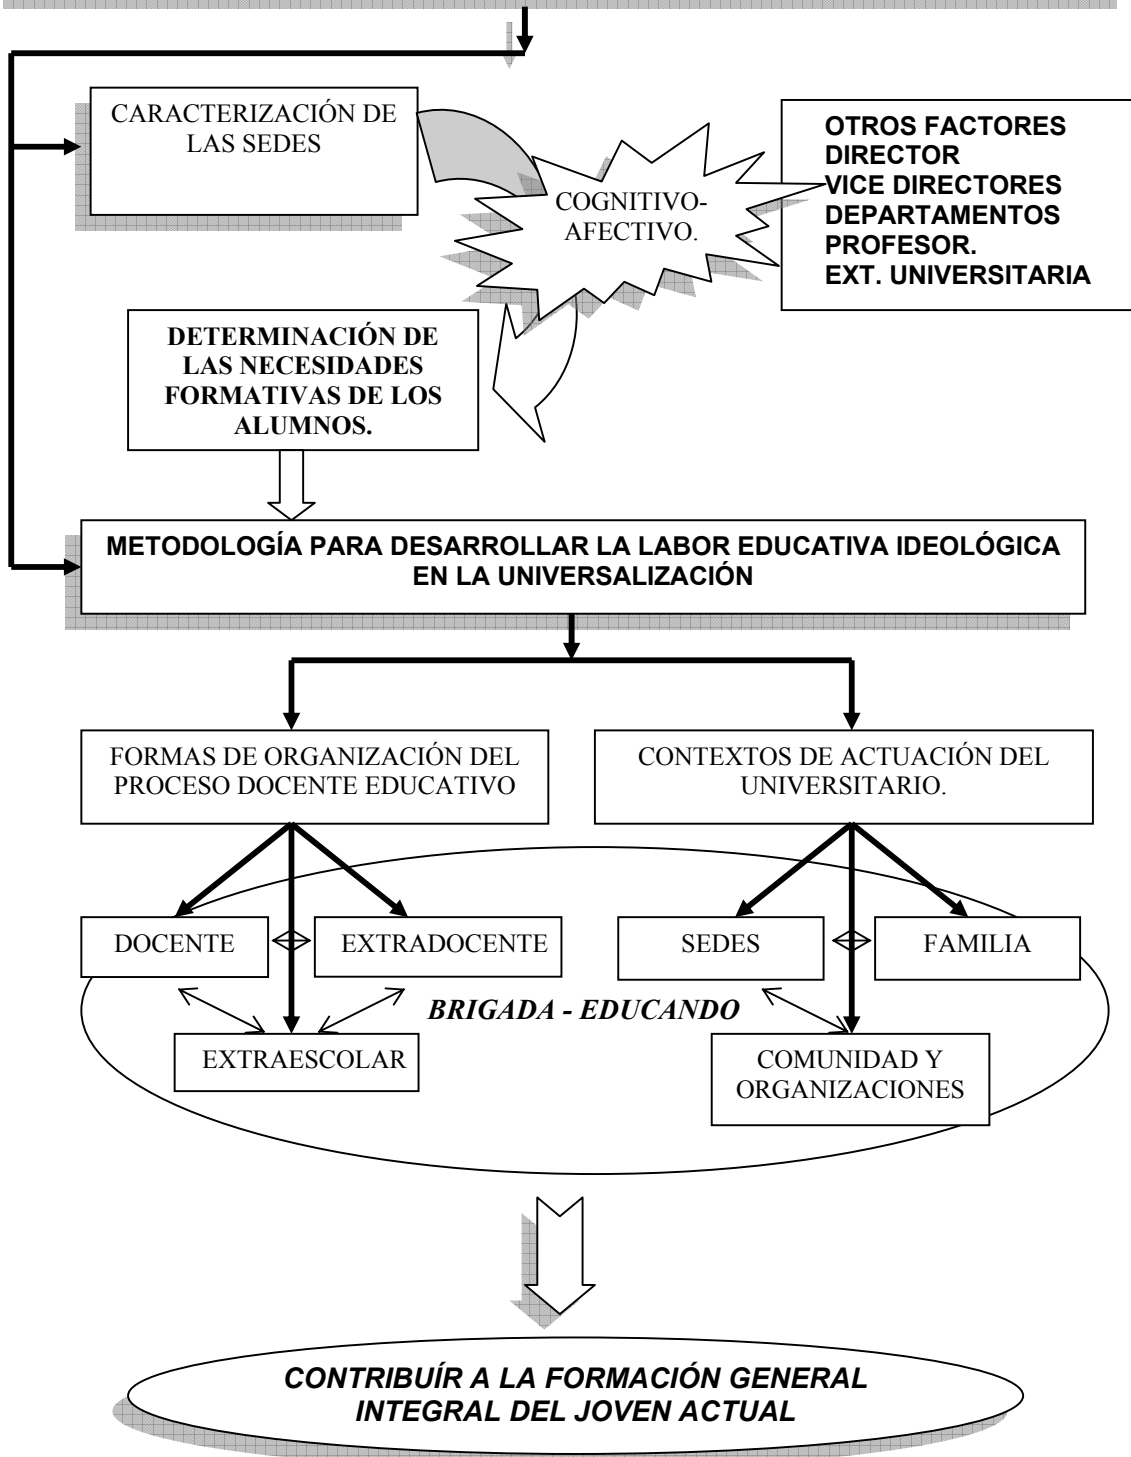 CARACTERIZACIÓN DE
LAS SEDES
COGNITIVO-
AFECTIVO.
OTROS FACTORES
DIRECTOR
VICE DIRECTORES
DEPARTAMENTOS
PROFESOR.
EXT. UNIVERSITARIA
DETERMINACIÓN DE
LAS NECESIDADES
FORMATIVAS DE LOS
ALUMNOS.
METODOLOGÍA PARA DESARROLLAR LA LABOR EDUCATIVA IDEOLÓGICA
EN LA UNIVERSALIZACIÓN
FORMAS DE ORGANIZACIÓN DEL
PROCESO DOCENTE EDUCATIVO
CONTEXTOS DE ACTUACIÓN DEL
UNIVERSITARIO.
DOCENTE
EXTRADOCENTE
SEDES
FAMILIA
BRIGADA - EDUCANDO
EXTRAESCOLAR
COMUNIDAD Y
ORGANIZACIONES
CONTRIBUÍR A LA FORMACIÓN GENERAL
INTEGRAL DEL JOVEN ACTUAL